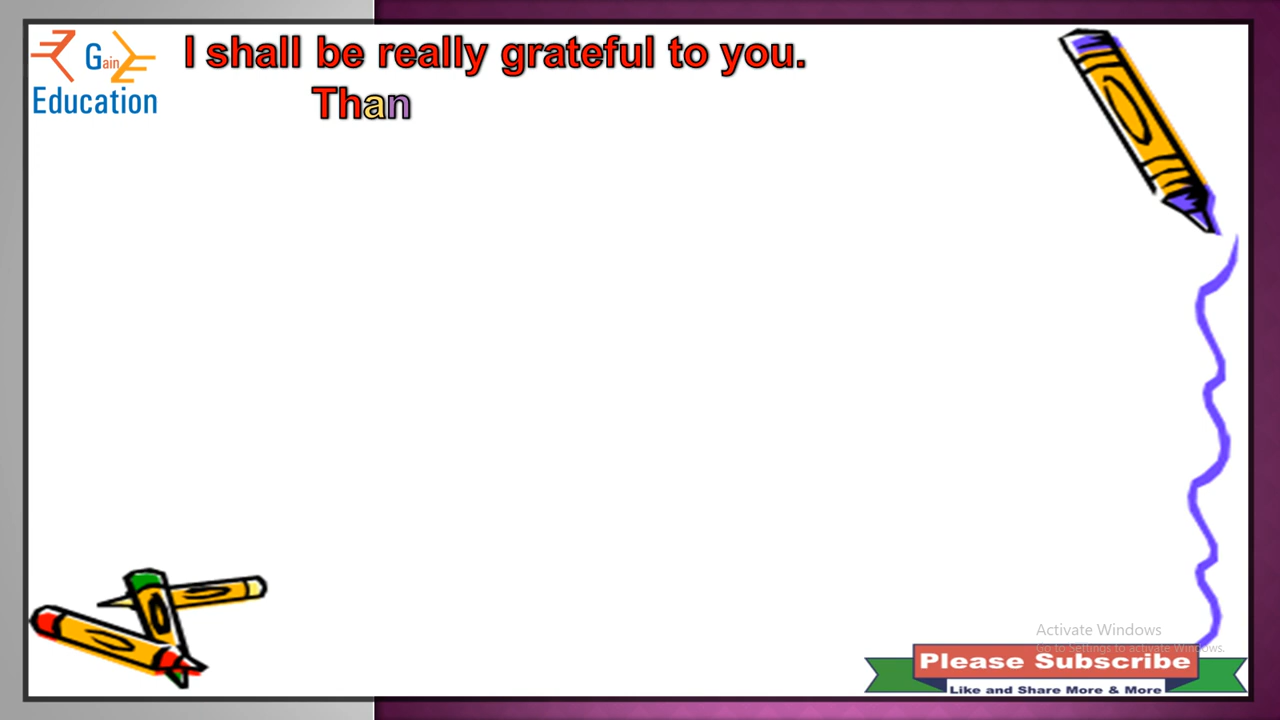 Gain
Education
I shall be really grateful to you.
Than
Activate Windows
Go to Settings to activate Windows.
Please Subscribe
Like and Share More & More